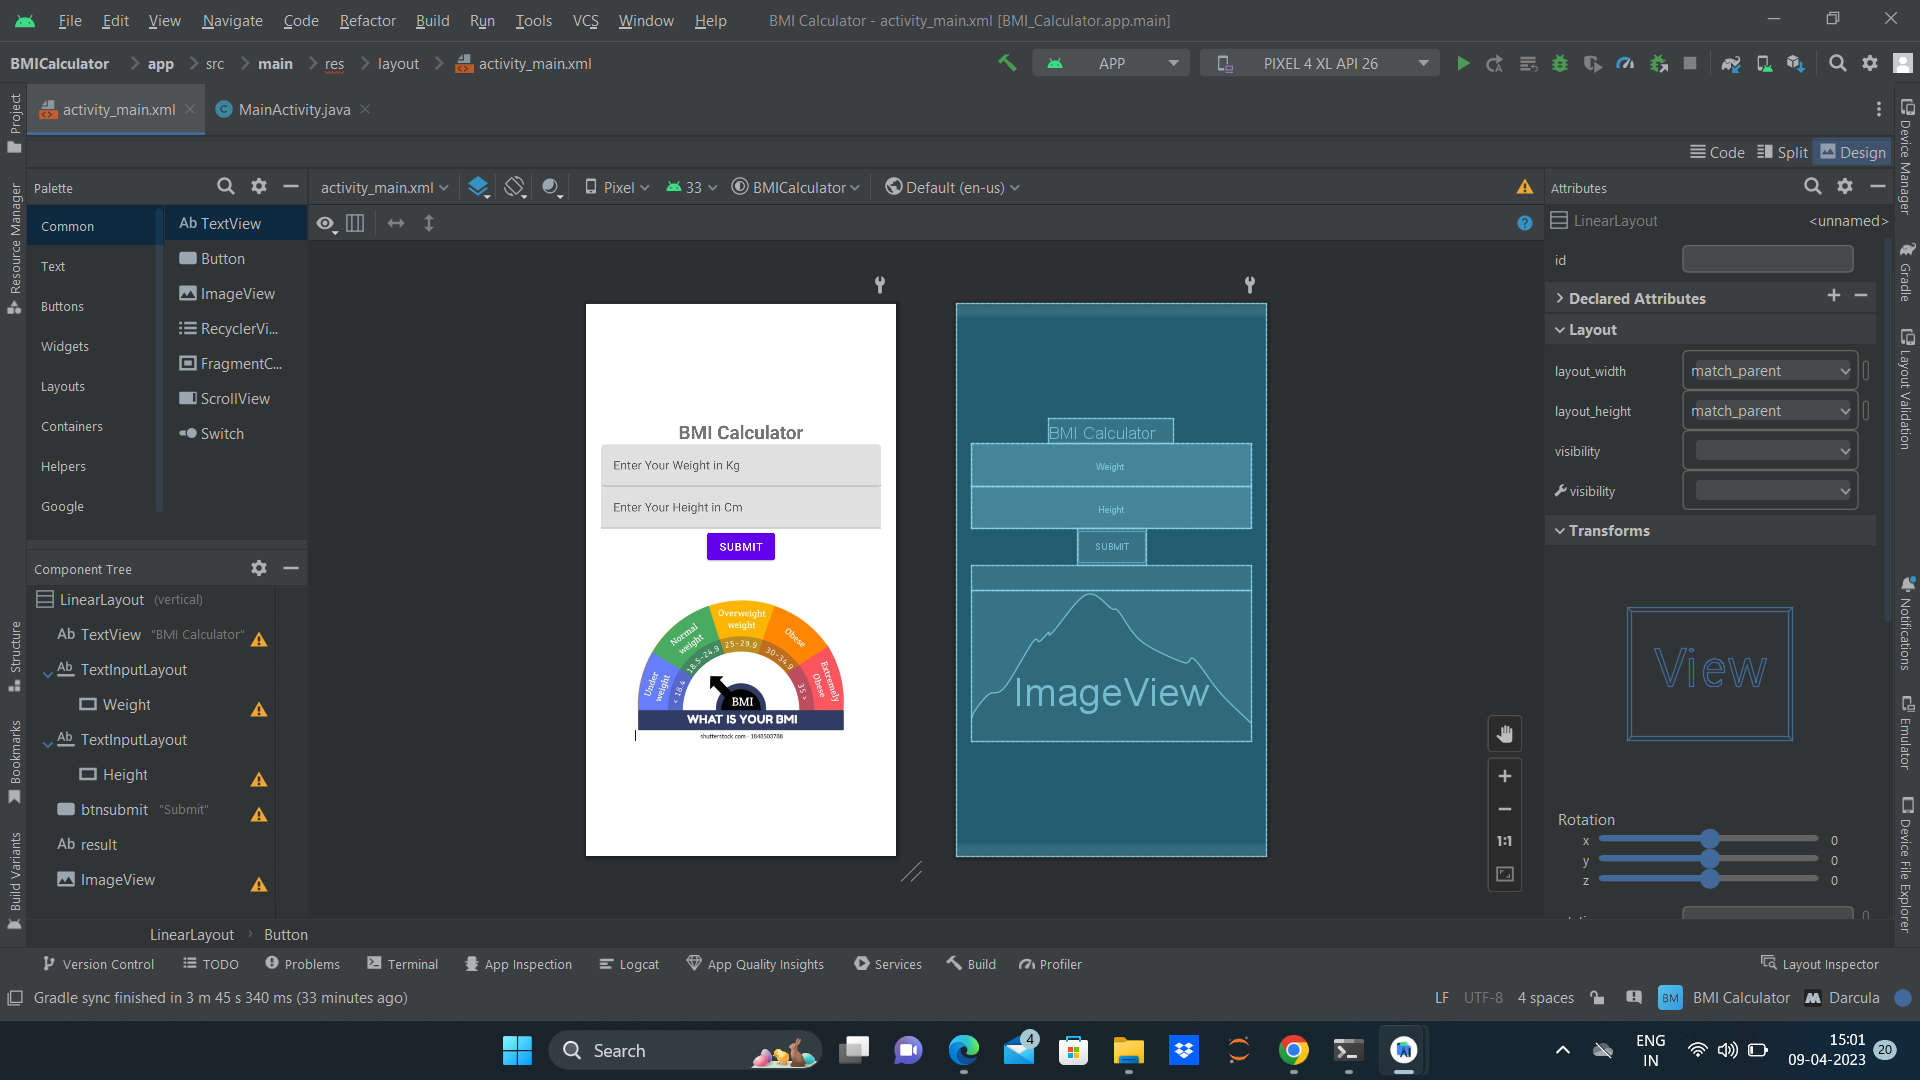 File Edit View Navigate Code Refactor Build Run Tools VCS Window Help BMI Calculator - activity_main.xml [BMI_Calculator.app.main]
BMICalculator app src main res layout activity_main.xml APP PIXEL 4 XL API 26
activity_main.xml MainActivity.java
Code Split Design
Palette
activity_main.xml Pixel 33 BMICalculator Default (en-us)
Attributes
Common
Text
Buttons
Widgets
Layouts
Containers
Helpers
Google
Ab TextView
Button
ImageView
RecyclerVi...
FragmentC...
ScrollView
Switch
Component Tree
LinearLayout (vertical)
Ab TextView "BMI Calculator"
Ab TextInputLayout
Weight
Ab TextInputLayout
Height
btnsubmit "Submit"
Ab result
ImageView
BMI Calculator
Enter Your Weight in Kg
Enter Your Height in Cm
SUBMIT
Under weight
< 18.4
Normal weight
18.5-24.9
Overweight weight
25-29.9
Obese
30-34.9
Extremely Obese
35 >
BMI
WHAT IS YOUR BMI
shutterstock.com · 1848503788
BMI Calculator
Weight
Height
SUBMIT
ImageView
1:1
LinearLayout <unnamed>
id
Declared Attributes
Layout
layout_width match_parent
layout_height match_parent
visibility
visibility
Transforms
View
Rotation
x 0
y 0
z 0
Project
Resource Manager
Structure
Bookmarks
Build Variants
Device Manager
Gradle
Layout Validation
Notifications
Emulator
Device File Explorer
LinearLayout Button
Version Control TODO Problems Terminal App Inspection Logcat App Quality Insights Services Build Profiler Layout Inspector
Gradle sync finished in 3 m 45 s 340 ms (33 minutes ago) LF UTF-8 4 spaces BM BMI Calculator Darcula
Search 4 ENG IN 15:01 09-04-2023 20